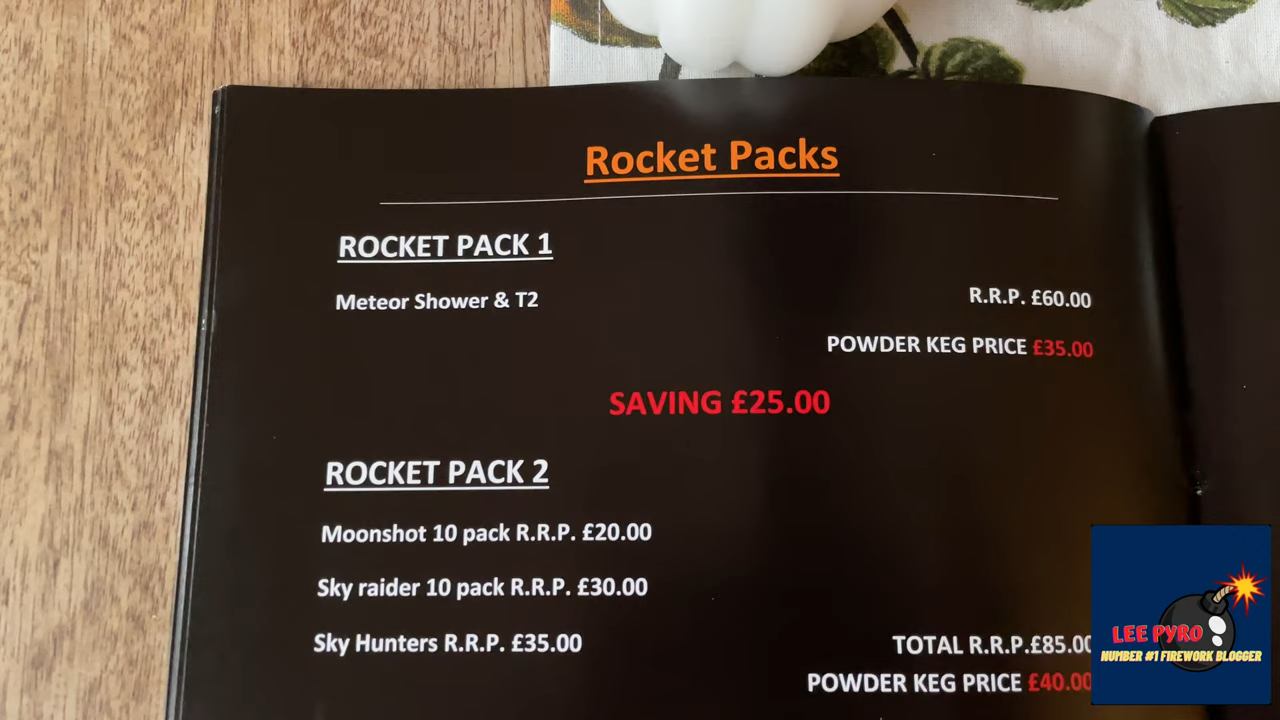 Rocket Packs
ROCKET PACK 1
Meteor Shower & T2
R.R.P. £60.00
POWDER KEG PRICE £35.00
SAVING £25.00
ROCKET PACK 2
Moonshot 10 pack R.R.P. £20.00
Sky raider 10 pack R.R.P. £30.00
Sky Hunters R.R.P. £35.00
TOTAL R.R.P.£85.00
POWDER KEG PRICE £40.00
LEE PYRO
NUMBER #1 FIREWORK BLOGGER